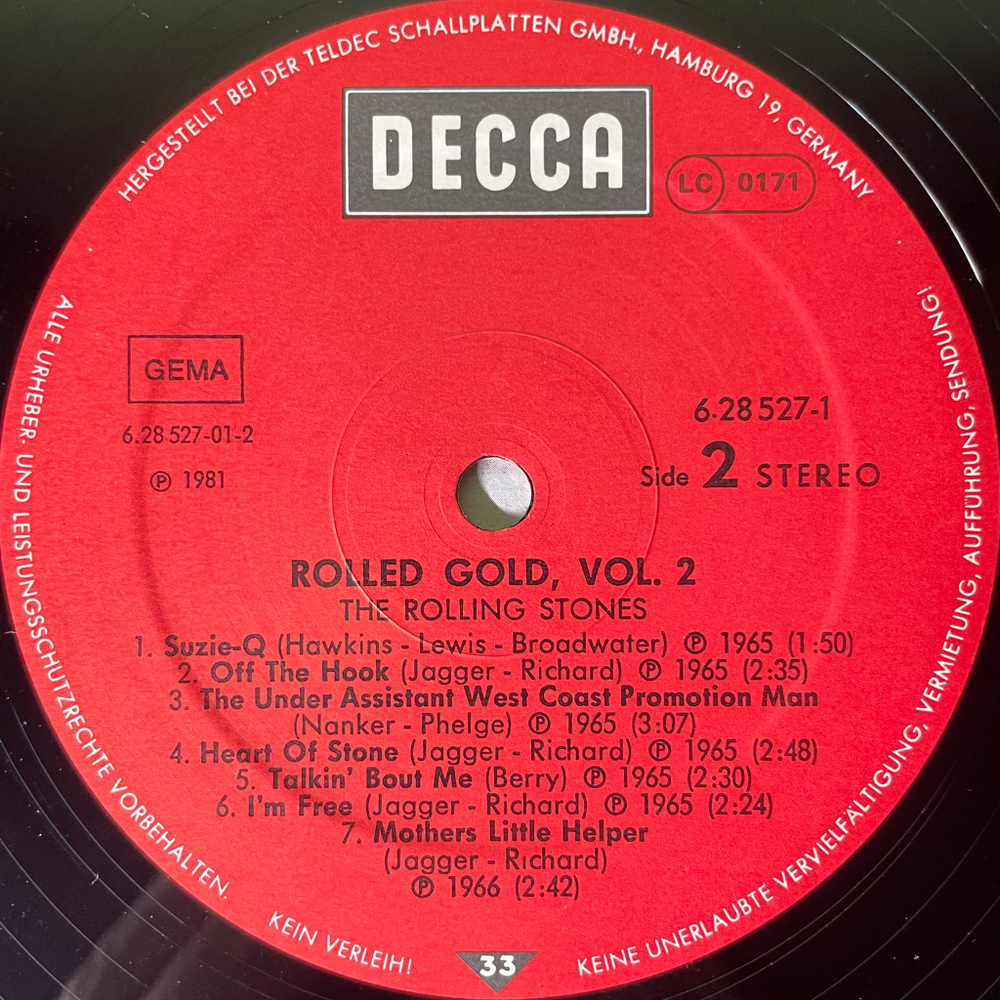 HERGESTELLT BEI DER TELDEC SCHALLPLATTEN GMBH., HAMBURG 19, GERMANY
DECCA
LC 0171
GEMA
6.28 527-01-2
℗ 1981
6.28 527-1
Side 2 STEREO
ROLLED GOLD, VOL. 2
THE ROLLING STONES
1. Suzie-Q (Hawkins - Lewis - Broadwater) ℗ 1965 (1:50)
2. Off The Hook (Jagger - Richard) ℗ 1965 (2:35)
3. The Under Assistant West Coast Promotion Man
(Nanker - Phelge) ℗ 1965 (3:07)
4. Heart Of Stone (Jagger - Richard) ℗ 1965 (2:48)
5. Talkin' Bout Me (Berry) ℗ 1965 (2:30)
6. I'm Free (Jagger - Richard) ℗ 1965 (2:24)
7. Mothers Little Helper
(Jagger - Richard)
℗ 1966 (2:42)
ALLE URHEBER- UND LEISTUNGSSCHUTZRECHTE VORBEHALTEN.
KEIN VERLEIH!
33
KEINE UNERLAUBTE VERVIELFÄLTIGUNG, VERMIETUNG, AUFFÜHRUNG, SENDUNG!